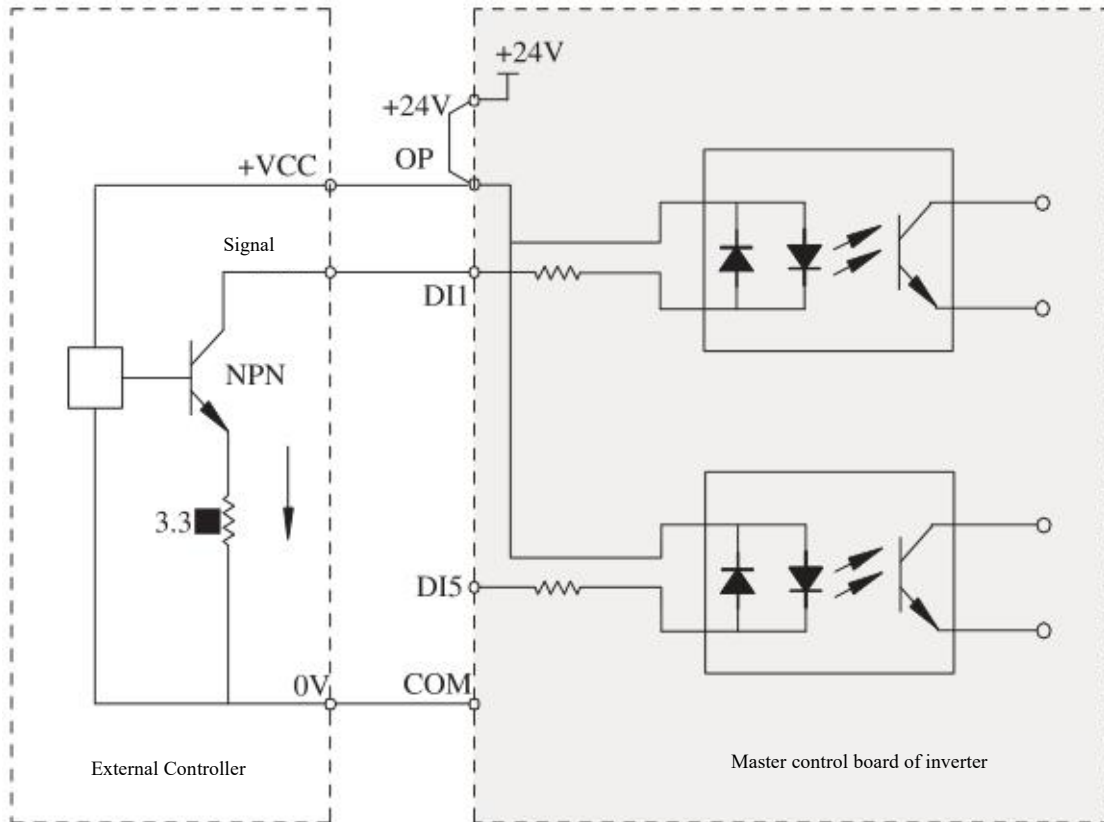 +24V
+24V
+VCC
OP
Signal
DI1
NPN
3.3
DI5
0V
COM
External Controller
Master control board of inverter